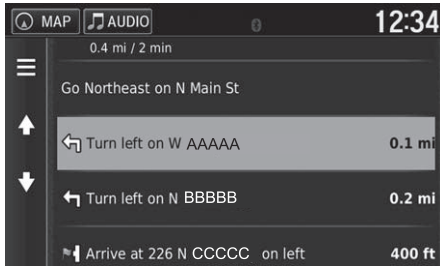 MAP AUDIO 12:34
0.4 mi / 2 min
Go Northeast on N Main St
Turn left on W AAAAA 0.1 mi
Turn left on N BBBBB 0.2 mi
Arrive at 226 N CCCCC on left 400 ft